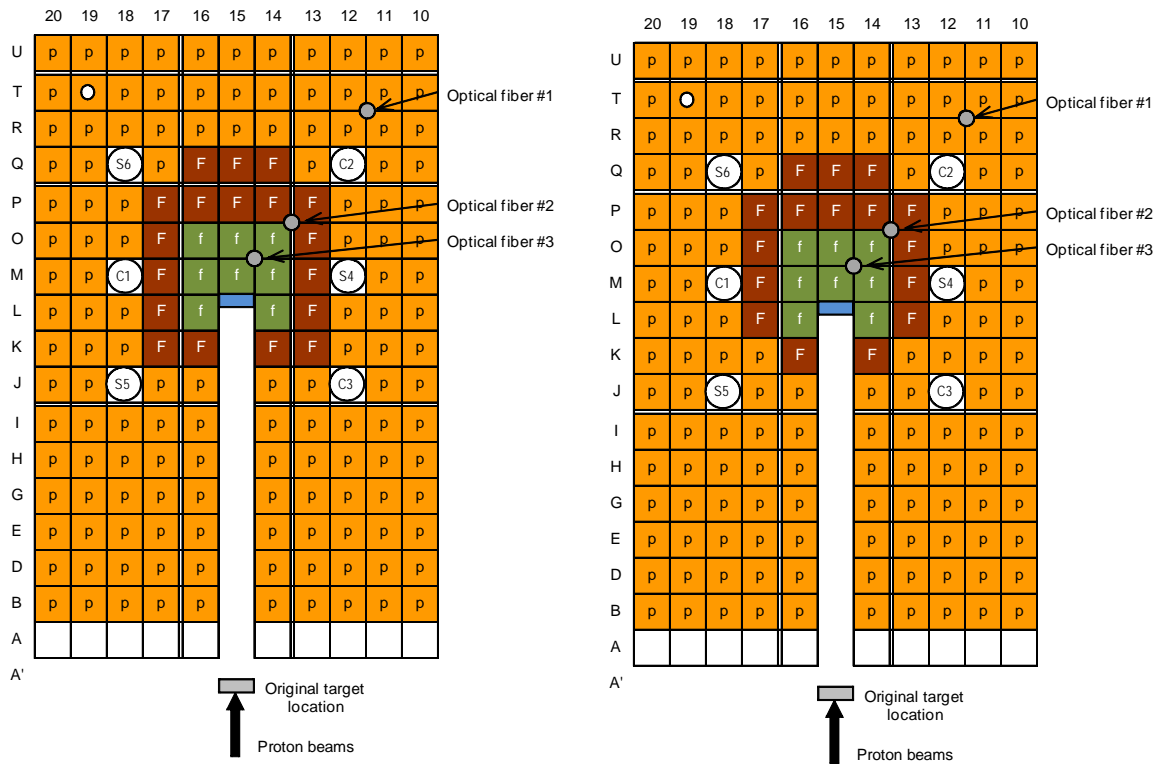 20 19 18 17 16 15 14 13 12 11 10
U p p p p p p p p p p p
T p p p p p p p p p p
Optical fiber #1
R p p p p p p p p p p p
Q p p S6 p F F F p C2 p p
P p p p F F F F F p p p
Optical fiber #2
O p p p F f f f F p p p
Optical fiber #3
M p p C1 F f f f F S4 p p
L p p p F f f F p p p
K p p p F F F F p p p
J p p S5 p p p p C3 p p
I p p p p p p p p p p
H p p p p p p p p p p
G p p p p p p p p p p
E p p p p p p p p p p
D p p p p p p p p p p
B p p p p p p p p p p
A
A'
Original target
location
Proton beams
20 19 18 17 16 15 14 13 12 11 10
U p p p p p p p p p p p
T p p p p p p p p p p
Optical fiber #1
R p p p p p p p p p p p
Q p p S6 p F F F p C2 p p
P p p p F F F F F p p p
Optical fiber #2
O p p p F f f f F p p p
Optical fiber #3
M p p C1 F f f f F S4 p p
L p p p F f f F p p p
K p p p p F F p p p p
J p p S5 p p p p C3 p p
I p p p p p p p p p p
H p p p p p p p p p p
G p p p p p p p p p p
E p p p p p p p p p p
D p p p p p p p p p p
B p p p p p p p p p p
A
A'
Original target
location
Proton beams